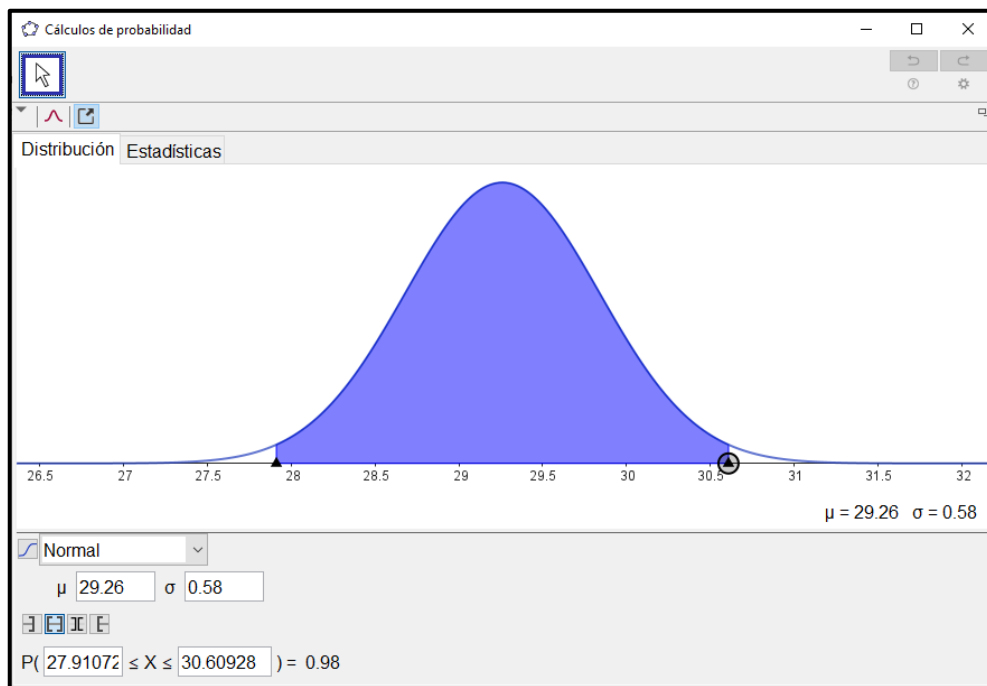 Cálculos de probabilidad
Distribución Estadísticas
26.5 27 27.5 28 28.5 29 29.5 30 30.5 31 31.5 32
μ = 29.26 σ = 0.58
Normal
μ 29.26 σ 0.58
P( 27.91072 ≤ X ≤ 30.60928 ) = 0.98